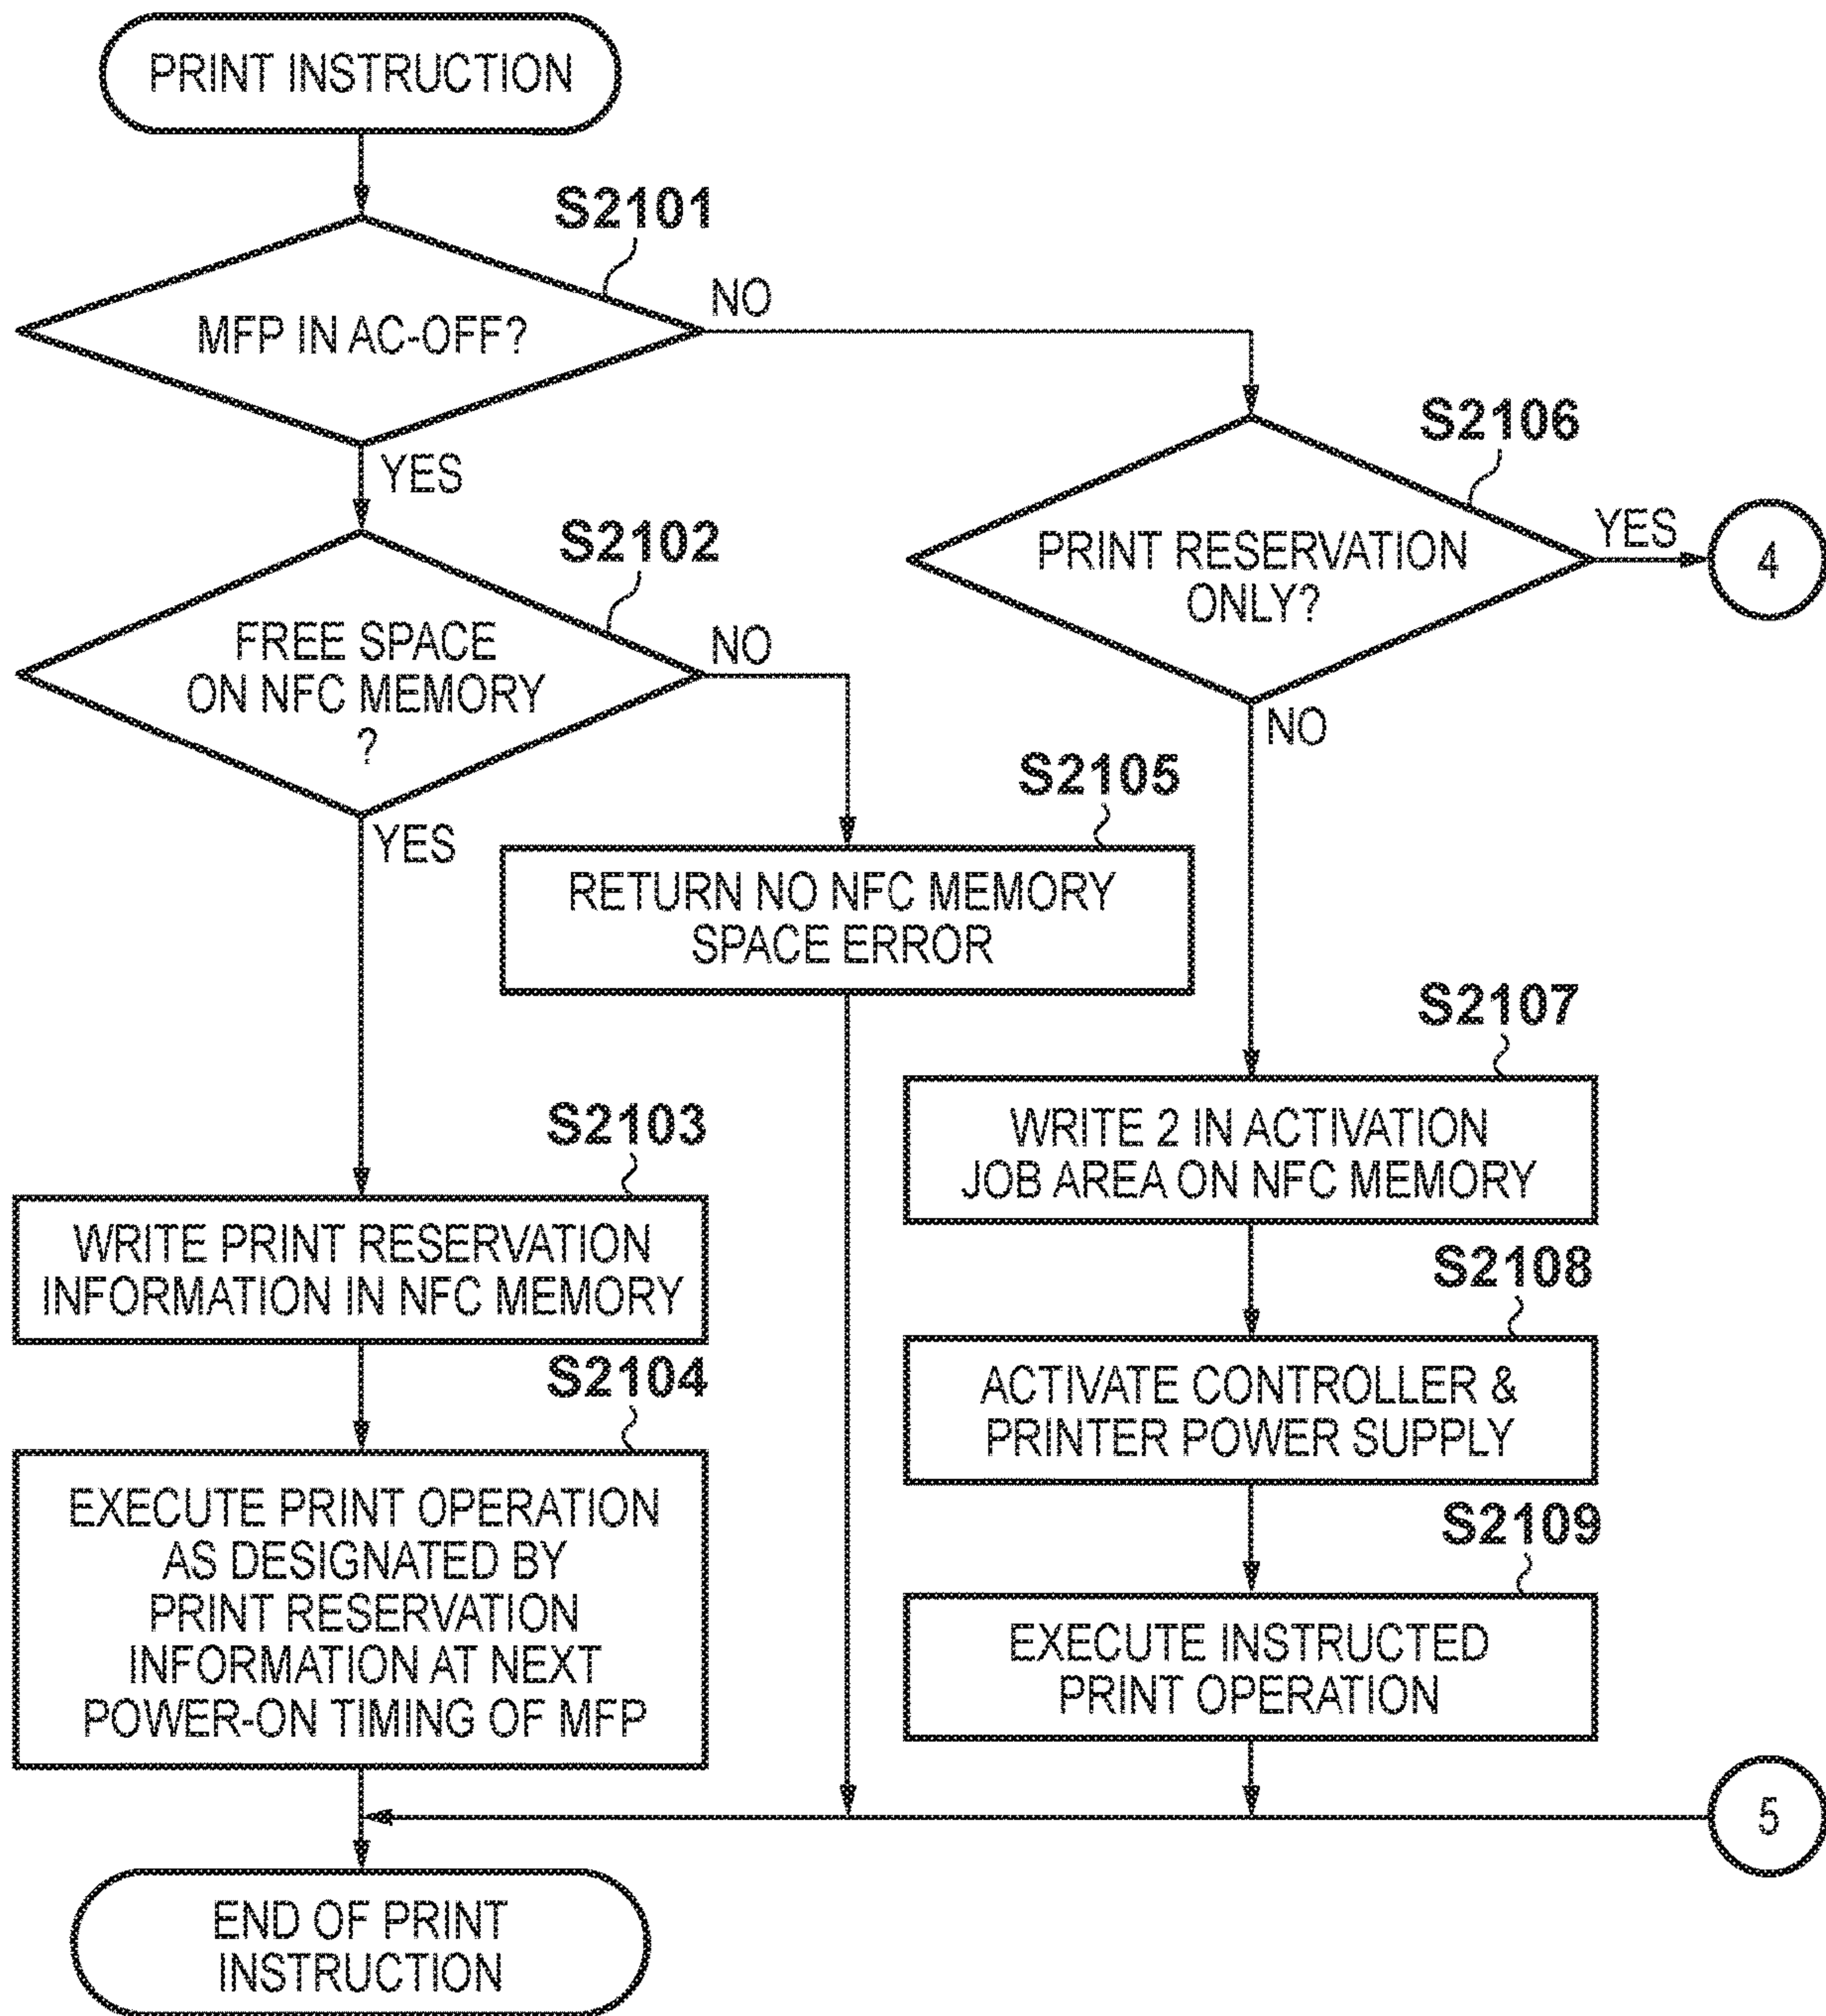 PRINT INSTRUCTION
S2101
MFP IN AC-OFF?
NO
YES
S2102
FREE SPACE
ON NFC MEMORY
?
NO
YES
S2106
PRINT RESERVATION
ONLY?
YES
4
NO
S2105
RETURN NO NFC MEMORY
SPACE ERROR
S2103
WRITE PRINT RESERVATION
INFORMATION IN NFC MEMORY
S2104
EXECUTE PRINT OPERATION
AS DESIGNATED BY
PRINT RESERVATION
INFORMATION AT NEXT
POWER-ON TIMING OF MFP
S2107
WRITE 2 IN ACTIVATION
JOB AREA ON NFC MEMORY
S2108
ACTIVATE CONTROLLER &
PRINTER POWER SUPPLY
S2109
EXECUTE INSTRUCTED
PRINT OPERATION
5
END OF PRINT
INSTRUCTION